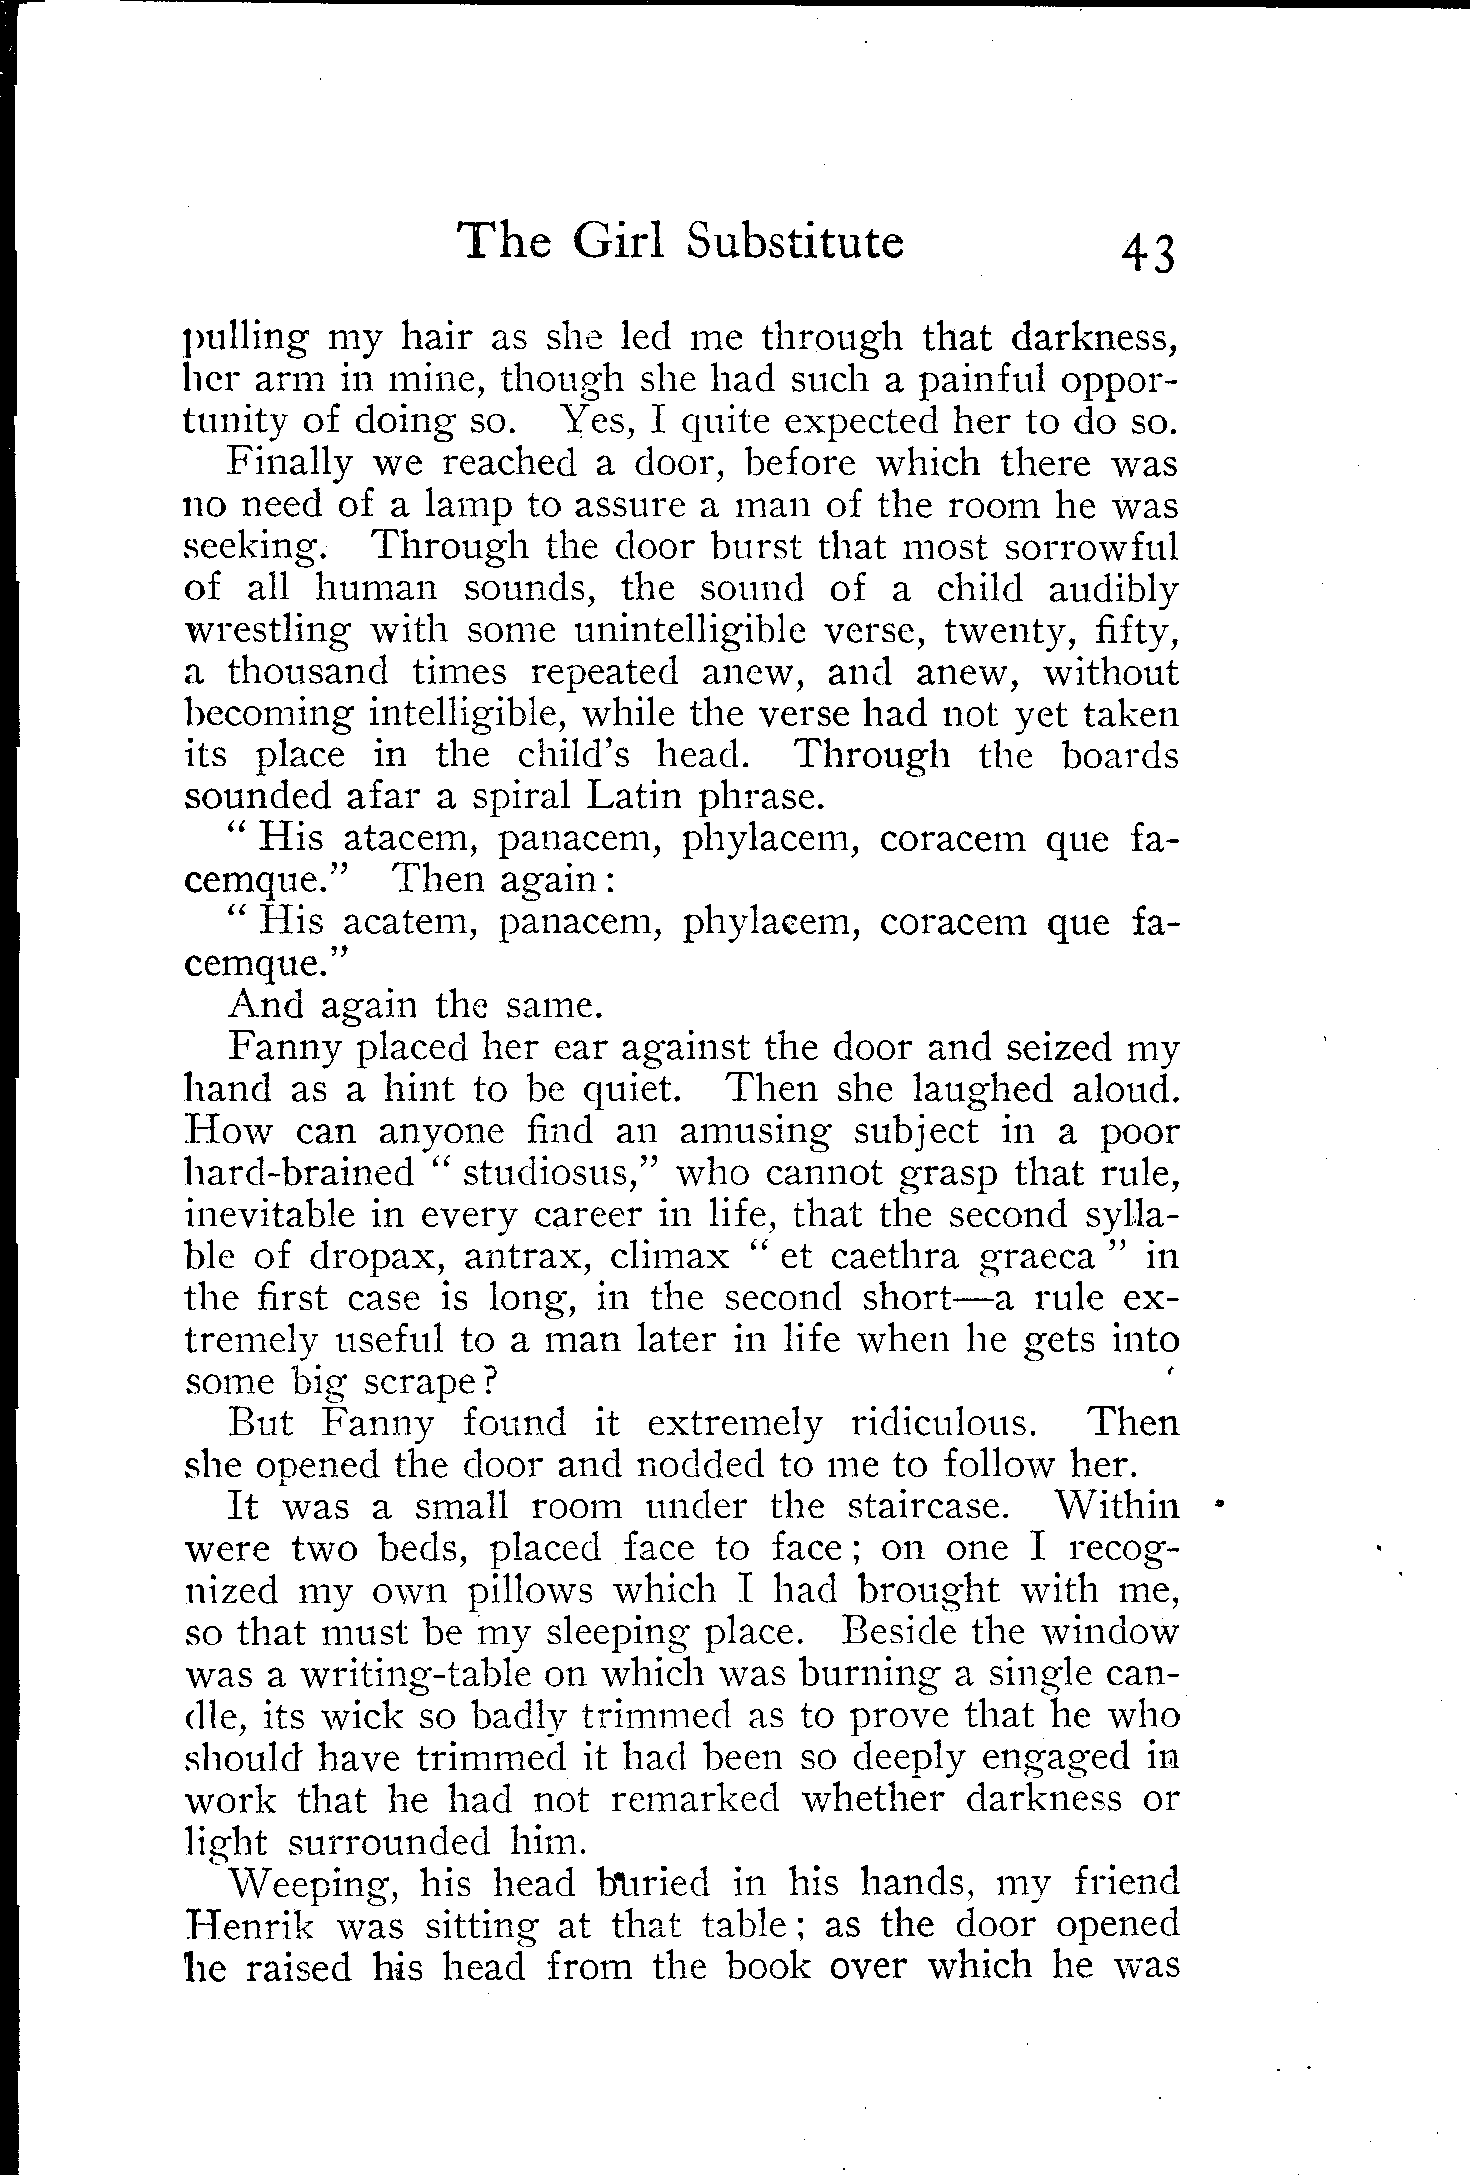 The Girl Substitute 43
pulling my hair as she led me through that darkness,
her arm in mine, though she had such a painful oppor-
tunity of doing so. Yes, I quite expected her to do so.
Finally we reached a door, before which there was
no need of a lamp to assure a man of the room he was
seeking. Through the door burst that most sorrowful
of all human sounds, the sound of a child audibly
wrestling with some unintelligible verse, twenty, fifty,
a thousand times repeated anew, and anew, without
becoming intelligible, while the verse had not yet taken
its place in the child's head. Through the boards
sounded afar a spiral Latin phrase.
" His atacem, panacem, phylacem, coracem que fa-
cemque." Then again:
" His acatem, panacem, phylacem, coracem que fa-
cemque."
And again the same.
Fanny placed her ear against the door and seized my
hand as a hint to be quiet. Then she laughed aloud.
How can anyone find an amusing subject in a poor
hard-brained " studiosus," who cannot grasp that rule,
inevitable in every career in life, that the second sylla-
ble of dropax, antrax, climax " et caethra graeca " in
the first case is long, in the second short—a rule ex-
tremely useful to a man later in life when he gets into
some big scrape?
But Fanny found it extremely ridiculous. Then
she opened the door and nodded to me to follow her.
It was a small room under the staircase. Within
were two beds, placed face to face; on one I recog-
nized my own pillows which I had brought with me,
so that must be my sleeping place. Beside the window
was a writing-table on which was burning a single can-
dle, its wick so badly trimmed as to prove that he who
should have trimmed it had been so deeply engaged in
work that he had not remarked whether darkness or
light surrounded him.
Weeping, his head buried in his hands, my friend
Henrik was sitting at that table; as the door opened
he raised his head from the book over which he was